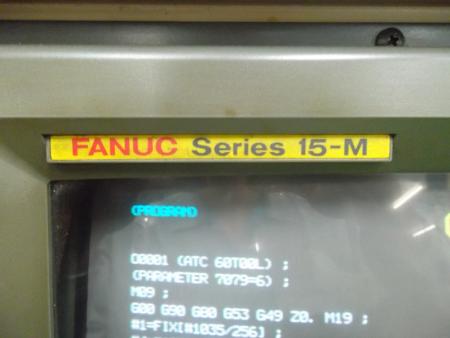 FANUC Series 15-M
(PROGRAM)
O0001 (ATC 60TOOL) ;
(PARAMETER 7079=6) ;
M09 ;
G00 G90 G80 G53 G49 Z0. M19 ;
#1=FIX[#1035/256] ;